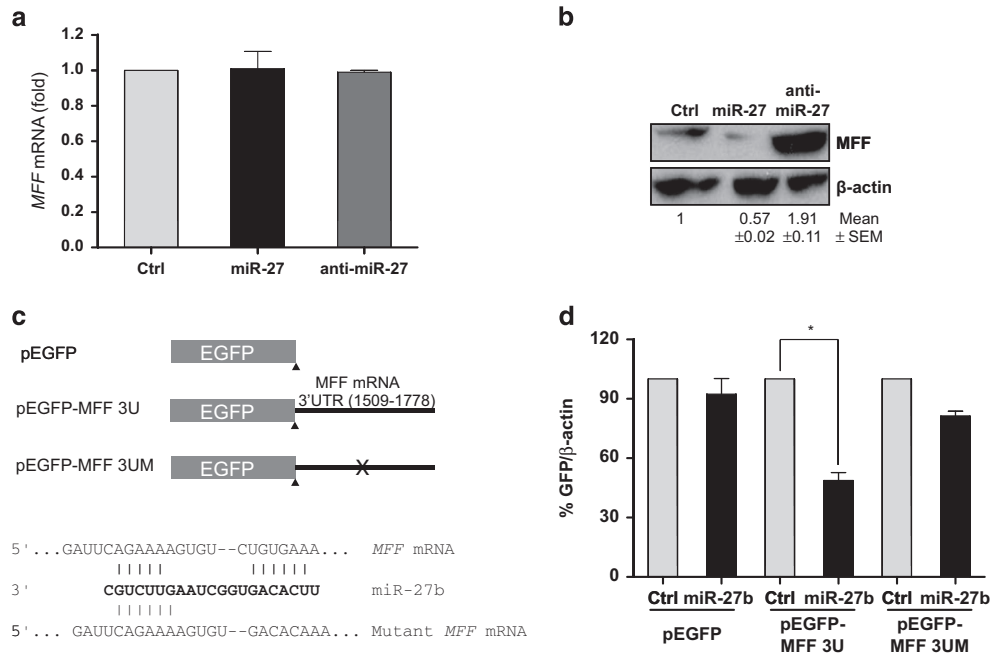 a
MFF mRNA (fold)
1.2
1.0
0.8
0.6
0.4
0.2
0.0
Ctrl miR-27 anti-miR-27
b
Ctrl miR-27 anti-miR-27
MFF
β-actin
1 0.57 1.91 Mean
±0.02 ±0.11 ± SEM
c
pEGFP EGFP
MFF mRNA
3'UTR (1509-1778)
pEGFP-MFF 3U EGFP
pEGFP-MFF 3UM EGFP X
5'...GAUUCAGAAAAGUGU--CUGUGAAA... MFF mRNA
3' CGUCUUGAAUCGGUGACACUU miR-27b
5'... GAUUCAGAAAAGUGU--GACACAAA... Mutant MFF mRNA
d
% GFP/β-actin
120
90
60
30
0
*
Ctrl miR-27b Ctrl miR-27b Ctrl miR-27b
pEGFP pEGFP-MFF 3U pEGFP-MFF 3UM